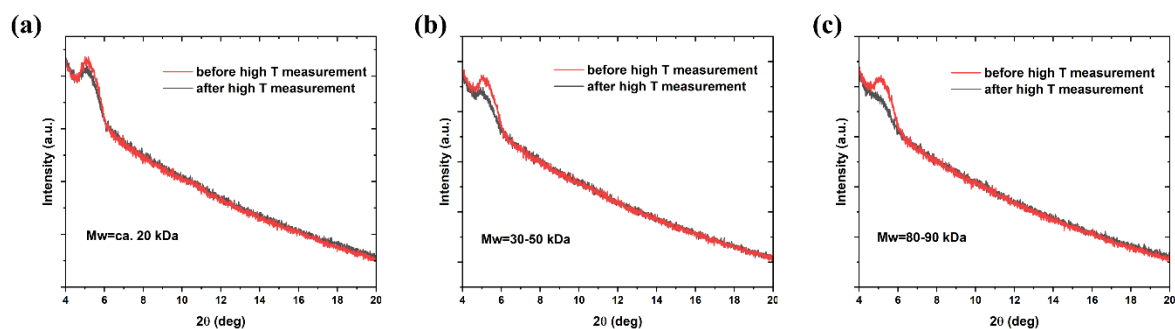 (a)
Intensity (a.u.)
before high T measurement
after high T measurement
Mw=ca. 20 kDa
4 6 8 10 12 14 16 18 20
2θ (deg)
(b)
Intensity (a.u.)
before high T measurement
after high T measurement
Mw=30-50 kDa
4 6 8 10 12 14 16 18 20
2θ (deg)
(c)
Intensity (a.u.)
before high T measurement
after high T measurement
Mw=80-90 kDa
4 6 8 10 12 14 16 18 20
2θ (deg)